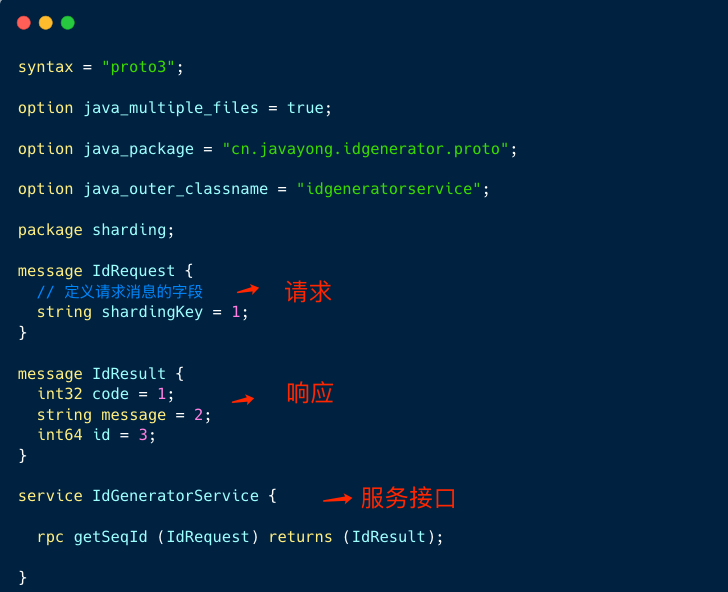 syntax = "proto3";
option java_multiple_files = true;
option java_package = "cn.javayong.idgenerator.proto";
option java_outer_classname = "idgeneratorservice";
package sharding;
message IdRequest {
// 定义请求消息的字段 请求
string shardingKey = 1;
}
message IdResult {
int32 code = 1; 响应
string message = 2;
int64 id = 3;
}
service IdGeneratorService { 服务接口
rpc getSeqId (IdRequest) returns (IdResult);
}